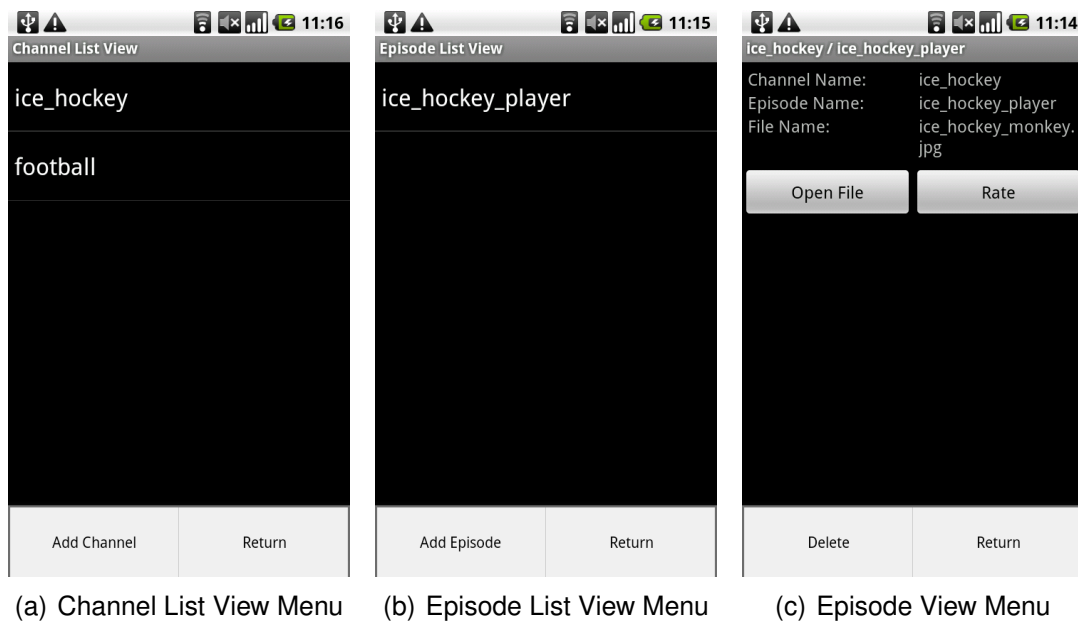 11:16
Channel List View
ice_hockey
football
Add Channel
Return
(a) Channel List View Menu
11:15
Episode List View
ice_hockey_player
Add Episode
Return
(b) Episode List View Menu
11:14
ice_hockey / ice_hockey_player
Channel Name: ice_hockey
Episode Name: ice_hockey_player
File Name: ice_hockey_monkey.
jpg
Open File
Rate
Delete
Return
(c) Episode View Menu